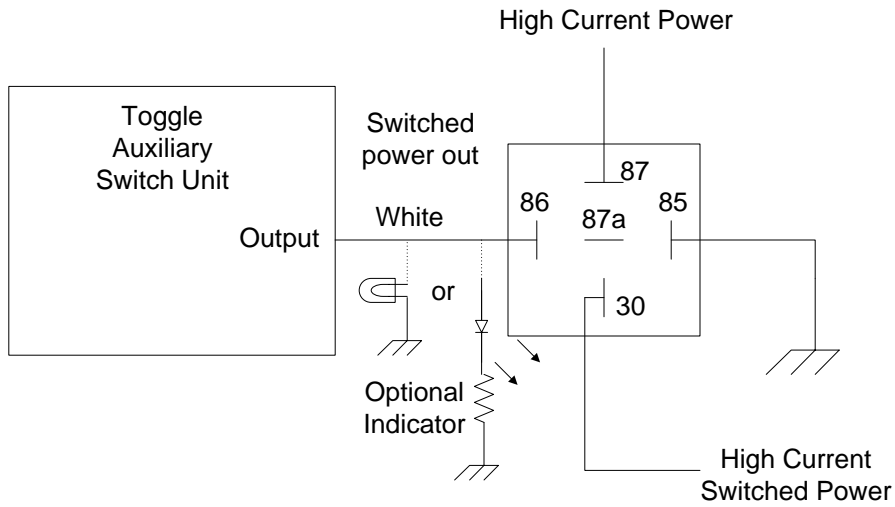 High Current Power
Toggle
Auxiliary
Switch Unit
Switched
power out
White
Output
87
86
87a
85
30
or
Optional
Indicator
High Current
Switched Power